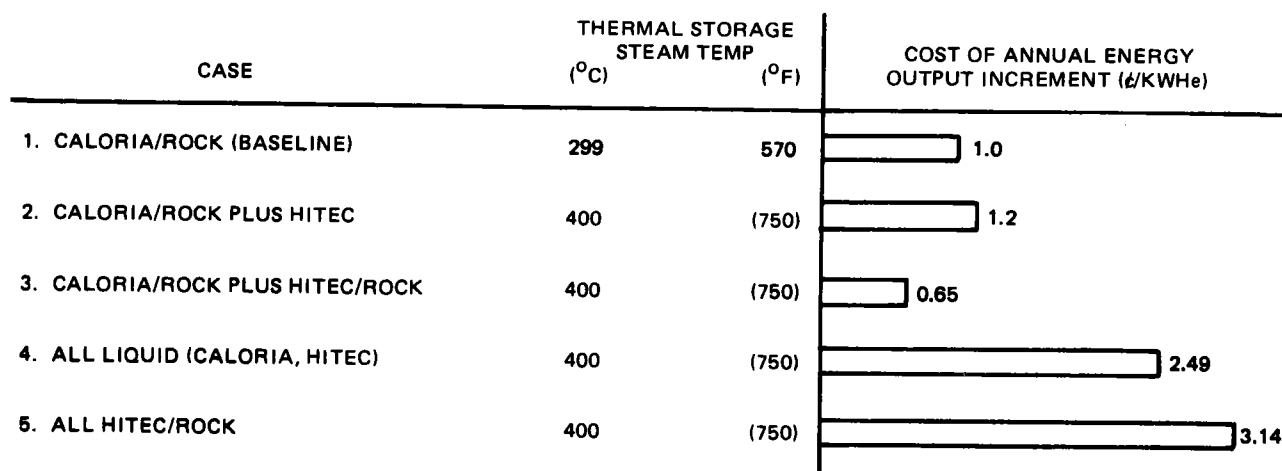 THERMAL STORAGE
STEAM TEMP
CASE (°C) (°F)
COST OF ANNUAL ENERGY
OUTPUT INCREMENT (¢/KWHe)
1. CALORIA/ROCK (BASELINE) 299 570 1.0
2. CALORIA/ROCK PLUS HITEC 400 (750) 1.2
3. CALORIA/ROCK PLUS HITEC/ROCK 400 (750) 0.65
4. ALL LIQUID (CALORIA, HITEC) 400 (750) 2.49
5. ALL HITEC/ROCK 400 (750) 3.14